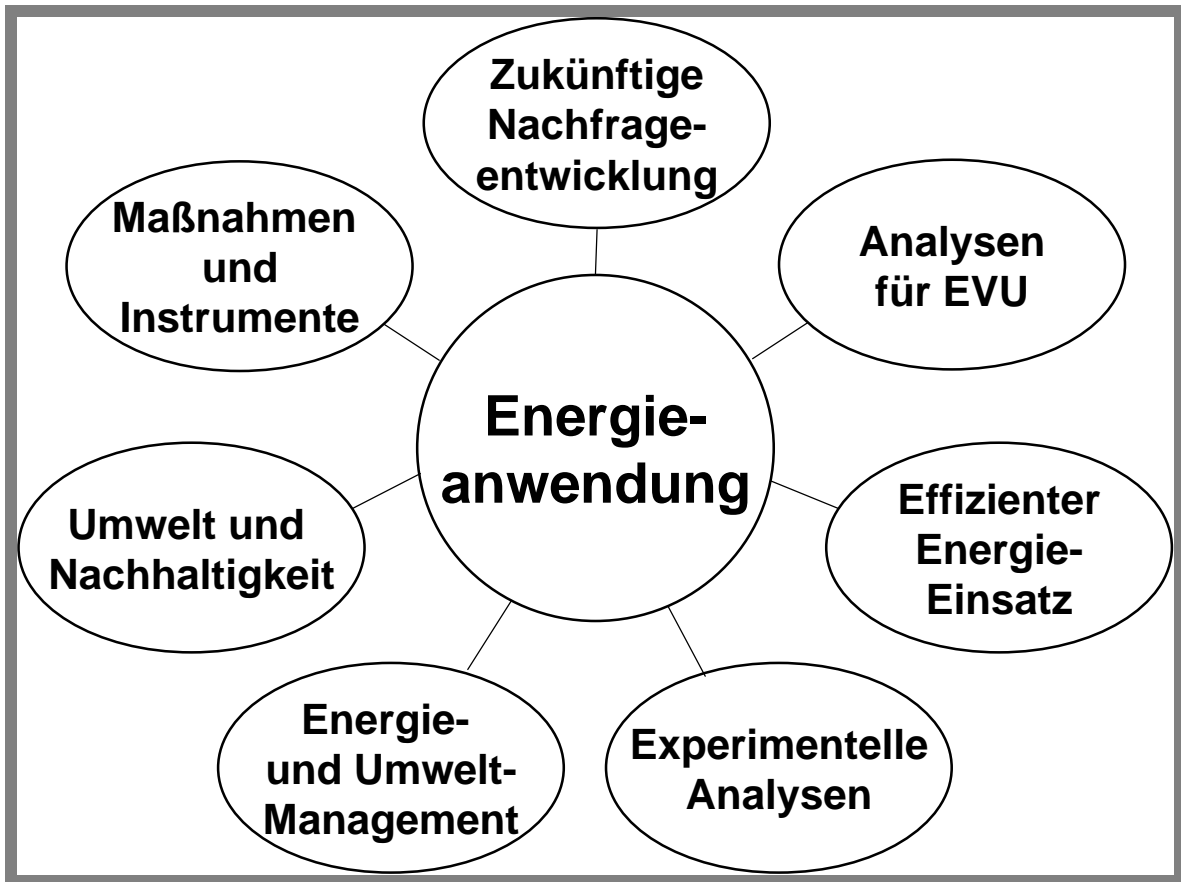 Zukünftige
Nachfrage-
entwicklung
Maßnahmen
und
Instrumente
Analysen
für EVU
Energie-
anwendung
Umwelt und
Nachhaltigkeit
Effizienter
Energie-
Einsatz
Energie-
und Umwelt-
Management
Experimentelle
Analysen